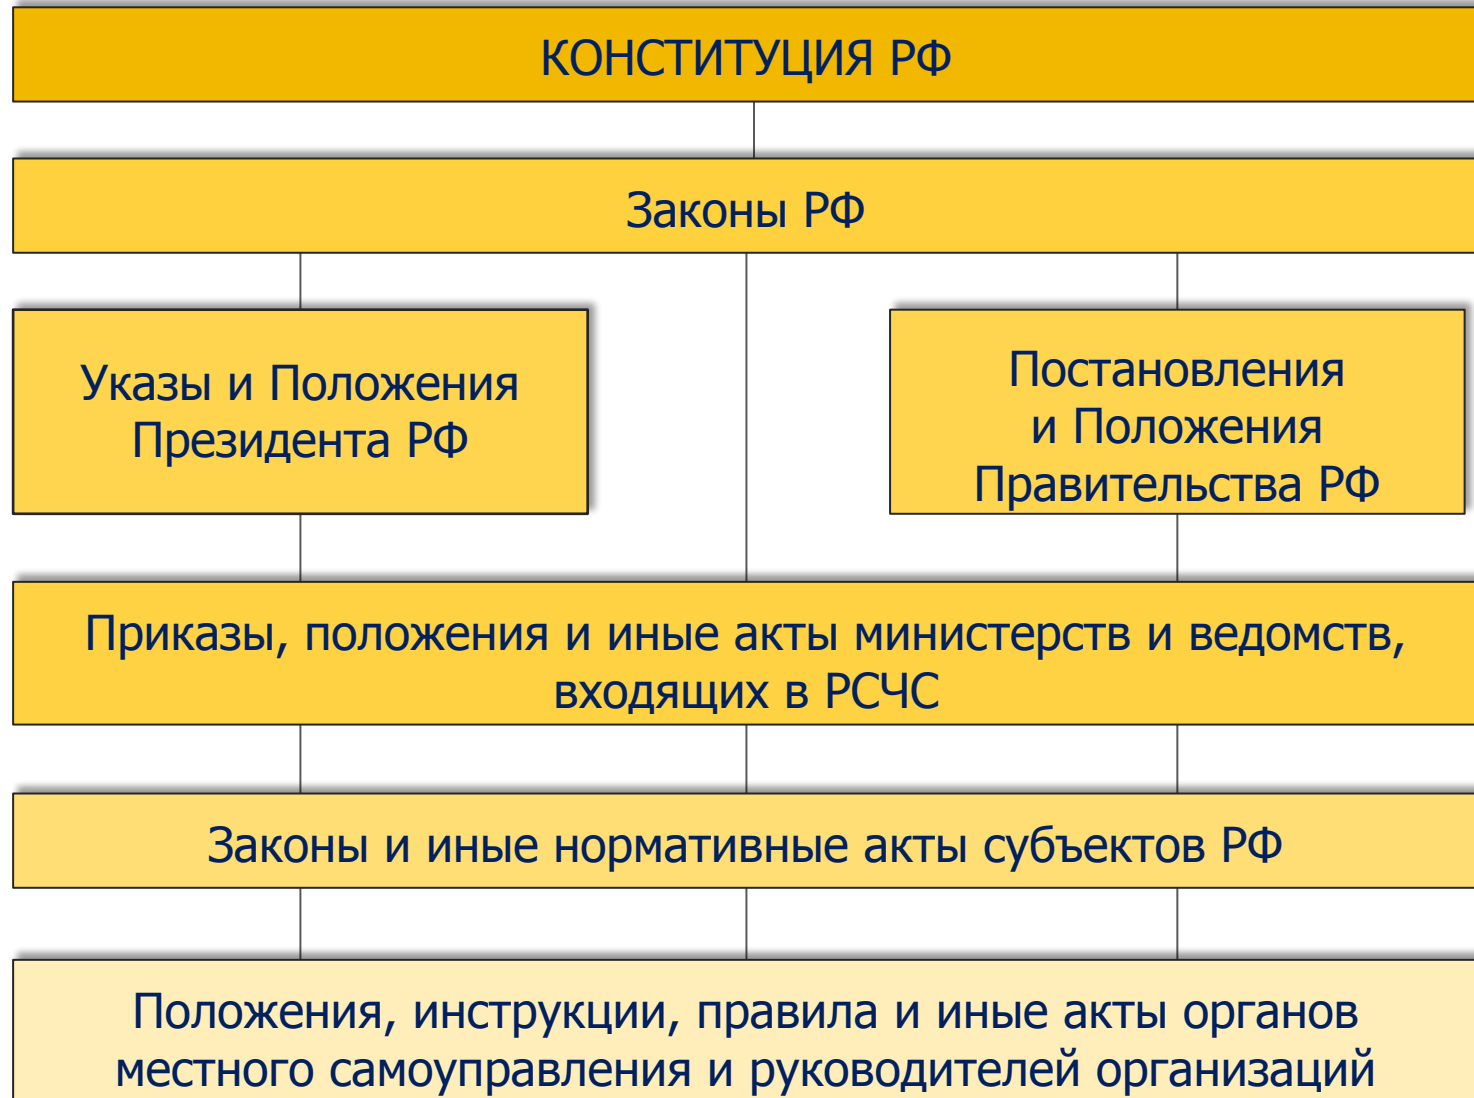 КОНСТИТУЦИЯ РФ
Законы РФ
Указы и Положения
Президента РФ
Постановления
и Положения
Правительства РФ
Приказы, положения и иные акты министерств и ведомств,
входящих в РСЧС
Законы и иные нормативные акты субъектов РФ
Положения, инструкции, правила и иные акты органов
местного самоуправления и руководителей организаций